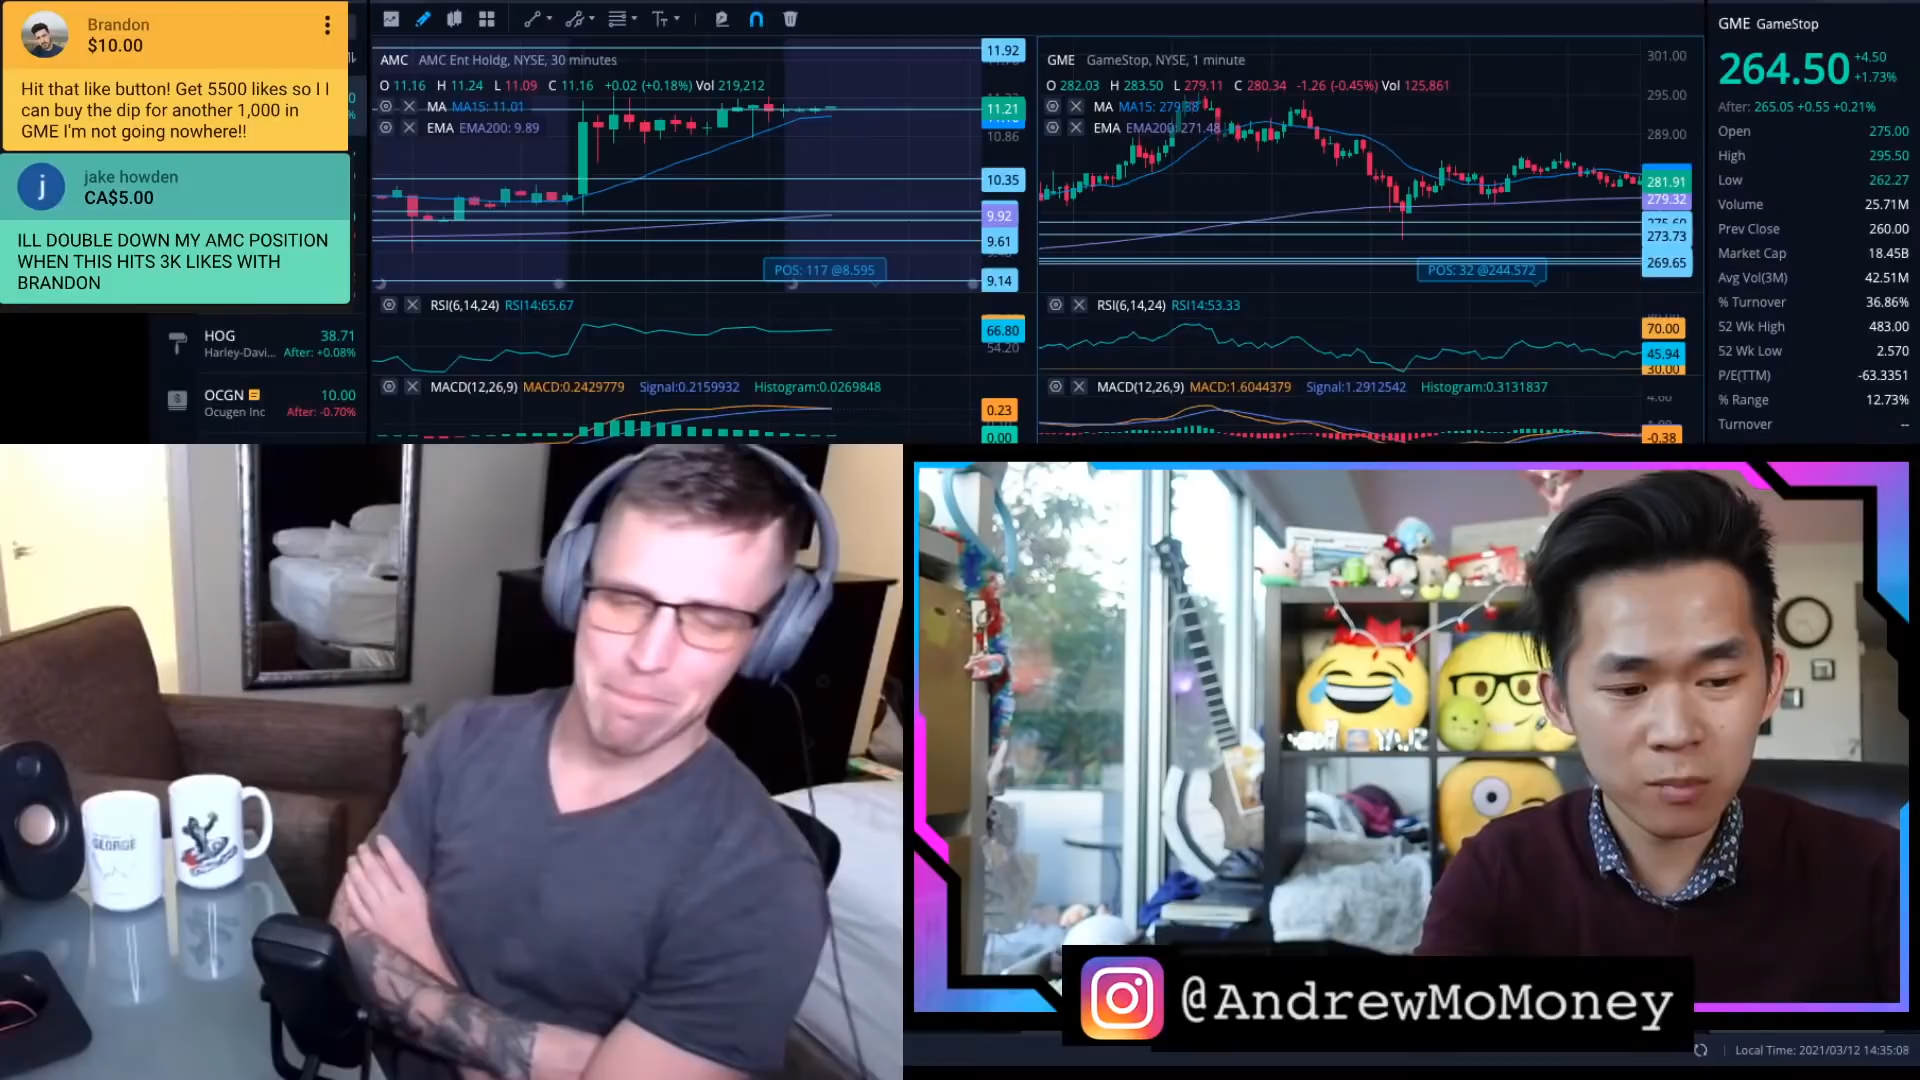 Brandon
$10.00
Hit that like button! Get 5500 likes so I I
can buy the dip for another 1,000 in
GME I'm not going nowhere!!
jake howden
CA$5.00
ILL DOUBLE DOWN MY AMC POSITION
WHEN THIS HITS 3K LIKES WITH
BRANDON
HOG 38.71
Harley-Davi... After: +0.08%
OCGN 10.00
Ocugen Inc After: -0.70%
AMC AMC Ent Holdg, NYSE, 30 minutes
O 11.16 H 11.24 L 11.09 C 11.16 +0.02 (+0.18%) Vol 219,212
MA MA15: 11.01
EMA EMA200: 9.89
11.92
11.21
10.86
10.35
9.92
9.61
9.14
POS: 117 @8.595
RSI(6,14,24) RSI14:65.67
66.80
54.20
MACD(12,26,9) MACD:0.2429779 Signal:0.2159932 Histogram:0.0269848
0.23
0.00
GME GameStop, NYSE, 1 minute
O 282.03 H 283.50 L 279.11 C 280.34 -1.26 (-0.45%) Vol 125,861
MA MA15: 279.88
EMA EMA200:271.48
301.00
295.00
289.00
281.91
279.32
275.60
273.73
269.65
POS: 32 @244.572
RSI(6,14,24) RSI14:53.33
70.00
45.94
30.00
MACD(12,26,9) MACD:1.6044379 Signal:1.2912542 Histogram:0.3131837
-0.38
GME GameStop
264.50 +4.50
+1.73%
After: 265.05 +0.55 +0.21%
Open 275.00
High 295.50
Low 262.27
Volume 25.71M
Prev Close 260.00
Market Cap 18.45B
Avg Vol(3M) 42.51M
% Turnover 36.86%
52 Wk High 483.00
52 Wk Low 2.570
P/E(TTM) -63.3351
% Range 12.73%
Turnover --
GEORGE
@AndrewMoMoney
Local Time: 2021/03/12 14:35:08